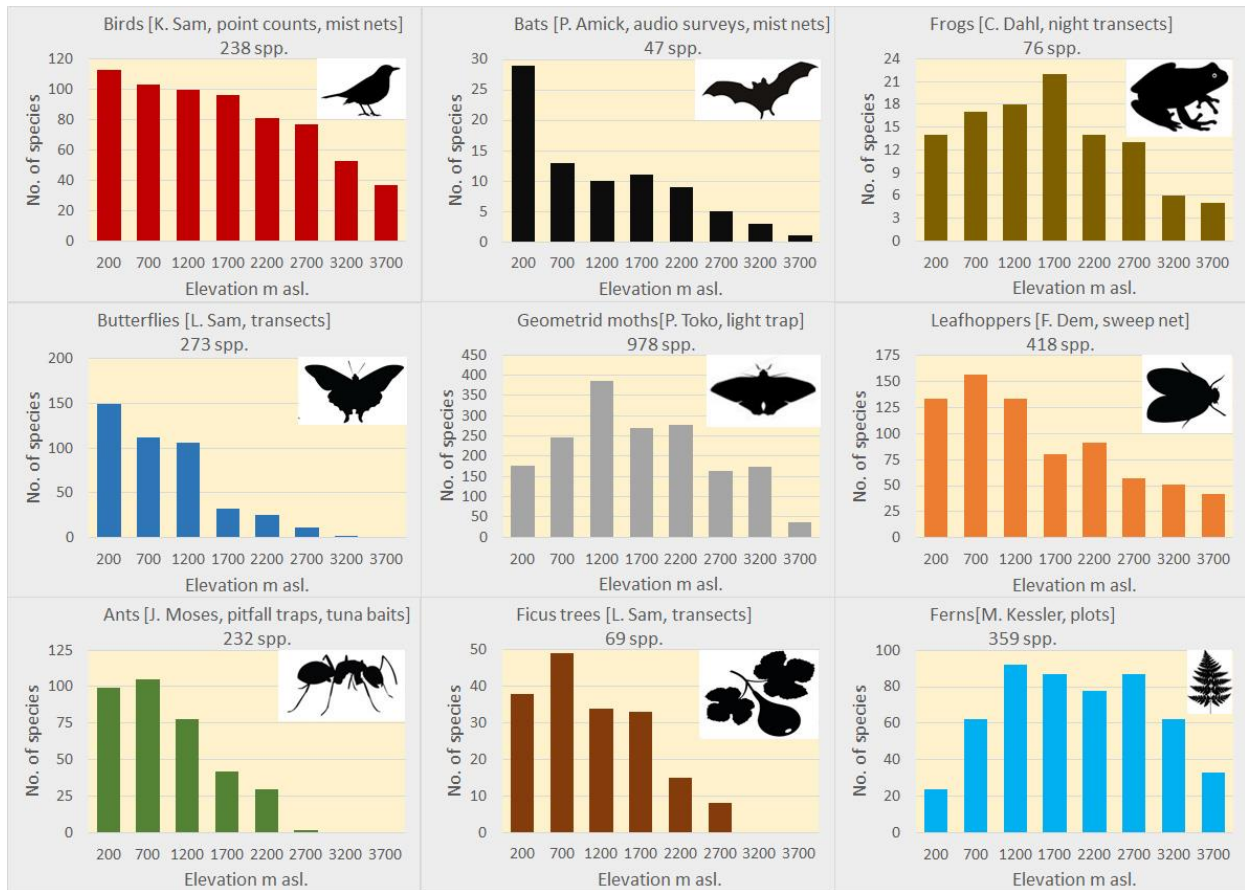 Birds [K. Sam, point counts, mist nets]
238 spp.
120
100
80
60
40
20
0
No. of species
200 700 1200 1700 2200 2700 3200 3700
Elevation m asl.
Bats [P. Amick, audio surveys, mist nets]
47 spp.
30
25
20
15
10
5
0
No. of species
200 700 1200 1700 2200 2700 3200 3700
Elevation m asl.
Frogs [C. Dahl, night transects]
76 spp.
24
21
18
15
12
9
6
3
0
No. of species
200 700 1200 1700 2200 2700 3200 3700
Elevation m asl.
Butterflies [L. Sam, transects]
273 spp.
200
150
100
50
0
No. of species
200 700 1200 1700 2200 2700 3200 3700
Elevation m asl.
Geometrid moths[P. Toko, light trap]
978 spp.
450
400
350
300
250
200
150
100
50
0
No. of species
200 700 1200 1700 2200 2700 3200 3700
Elevation m asl.
Leafhoppers [F. Dem, sweep net]
418 spp.
175
150
125
100
75
50
25
0
No. of species
200 700 1200 1700 2200 2700 3200 3700
Elevation m asl.
Ants [J. Moses, pitfall traps, tuna baits]
232 spp.
125
100
75
50
25
0
No. of species
200 700 1200 1700 2200 2700 3200 3700
Elevation m asl.
Ficus trees [L. Sam, transects]
69 spp.
50
40
30
20
10
0
No. of species
200 700 1200 1700 2200 2700 3200 3700
Elevation m asl.
Ferns[M. Kessler, plots]
359 spp.
100
80
60
40
20
0
No. of species
200 700 1200 1700 2200 2700 3200 3700
Elevation m asl.